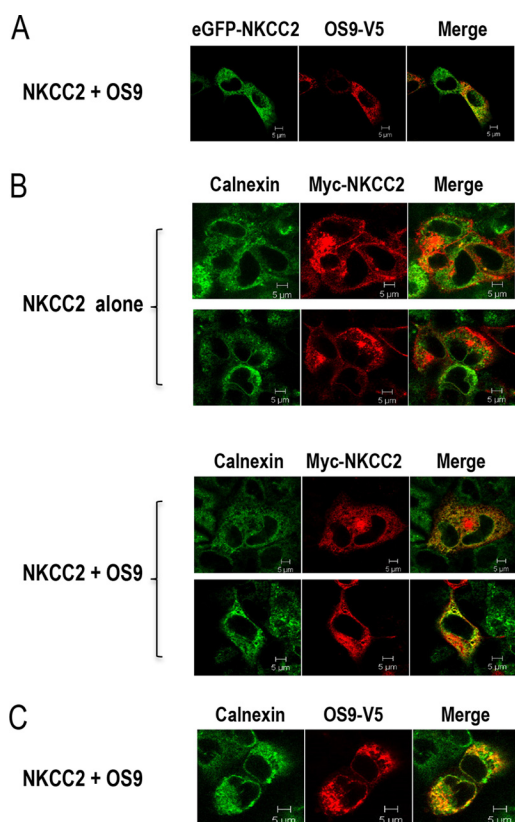 A
eGFP-NKCC2 OS9-V5 Merge
NKCC2 + OS9
5 µm 5 µm 5 µm
B
Calnexin Myc-NKCC2 Merge
5 µm 5 µm 5 µm
NKCC2 alone
5 µm 5 µm 5 µm
Calnexin Myc-NKCC2 Merge
5 µm 5 µm 5 µm
NKCC2 + OS9
5 µm 5 µm 5 µm
C
Calnexin OS9-V5 Merge
NKCC2 + OS9
5 µm 5 µm 5 µm